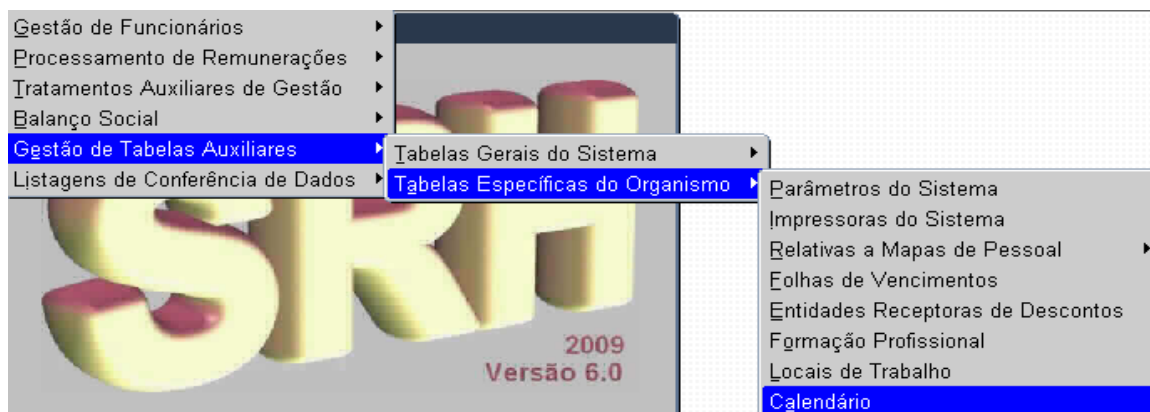 Gestão de Funcionários
Processamento de Remunerações
Tratamentos Auxiliares de Gestão
Balanço Social
Gestão de Tabelas Auxiliares
Listagens de Conferência de Dados
Tabelas Gerais do Sistema
Tabelas Específicas do Organismo
Parâmetros do Sistema
Impressoras do Sistema
Relativas a Mapas de Pessoal
Folhas de Vencimentos
Entidades Receptoras de Descontos
Formação Profissional
Locais de Trabalho
Calendário
SRH
2009
Versão 6.0